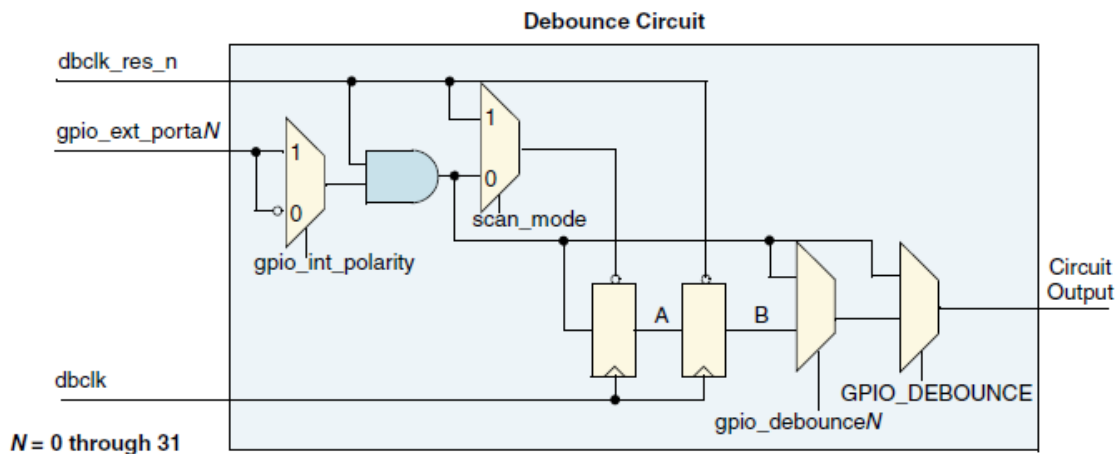 Debounce Circuit
dbclk_res_n
gpio_ext_portaN
1
0
1
0
scan_mode
gpio_int_polarity
Circuit
Output
A
B
dbclk
GPIO_DEBOUNCE
gpio_debounceN
N = 0 through 31